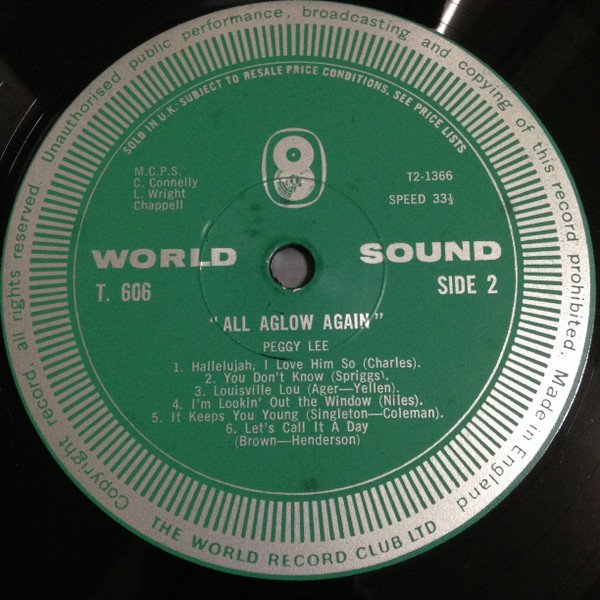 Unauthorised public performance, broadcasting and copying of this record prohibited. Made in England
Copyright record all rights reserved.
THE WORLD RECORD CLUB LTD
SOLD IN U.K. SUBJECT TO RESALE PRICE CONDITIONS, SEE PRICE LISTS
M.C.P.S.
C. Connelly
L. Wright
Chappell
T2-1366
SPEED 33⅓
WORLD SOUND
T. 606
SIDE 2
"ALL AGLOW AGAIN"
PEGGY LEE
1. Hallelujah, I Love Him So (Charles).
2. You Don't Know (Spriggs).
3. Louisville Lou (Ager—Yellen).
4. I'm Lookin' Out the Window (Niles).
5. It Keeps You Young (Singleton—Coleman).
6. Let's Call It A Day
(Brown—Henderson)